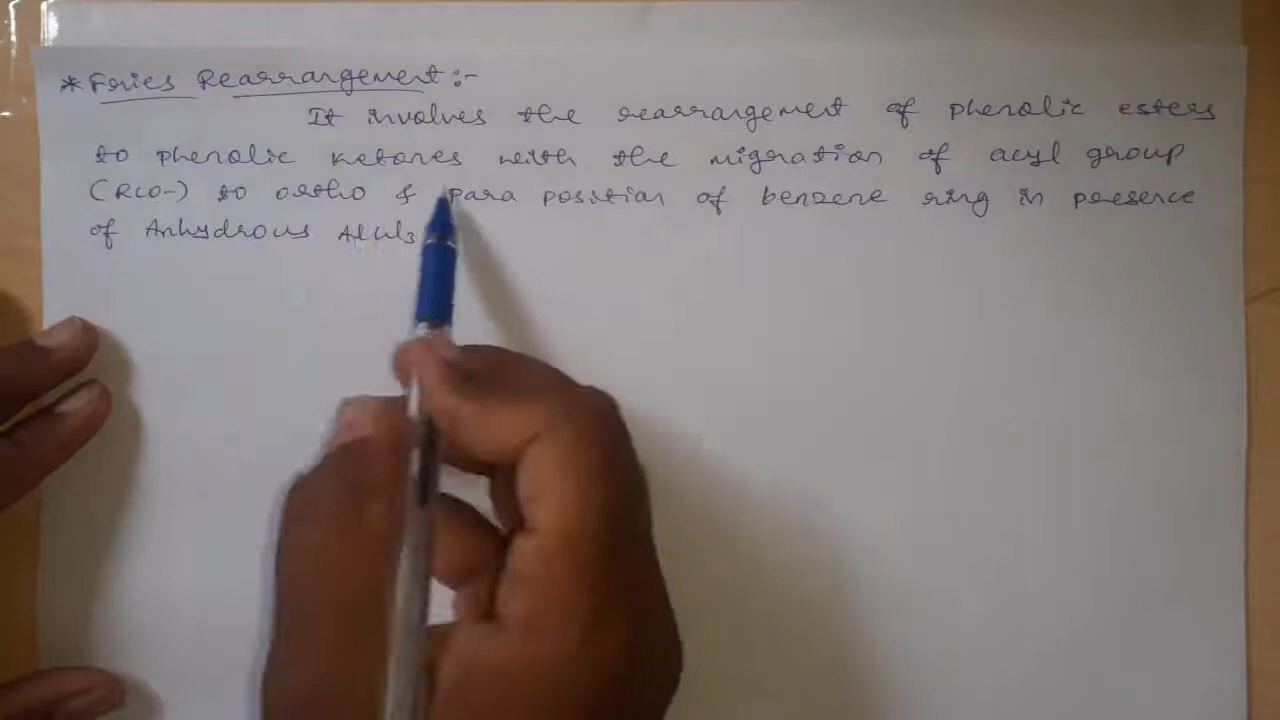 * Fries Rearrangement :-
It involves the rearrangement of phenolic esters
to phenolic ketones with the migration of acyl group
(RCO-) to ortho & para position of benzene ring in presence
of Anhydrous AlCl3